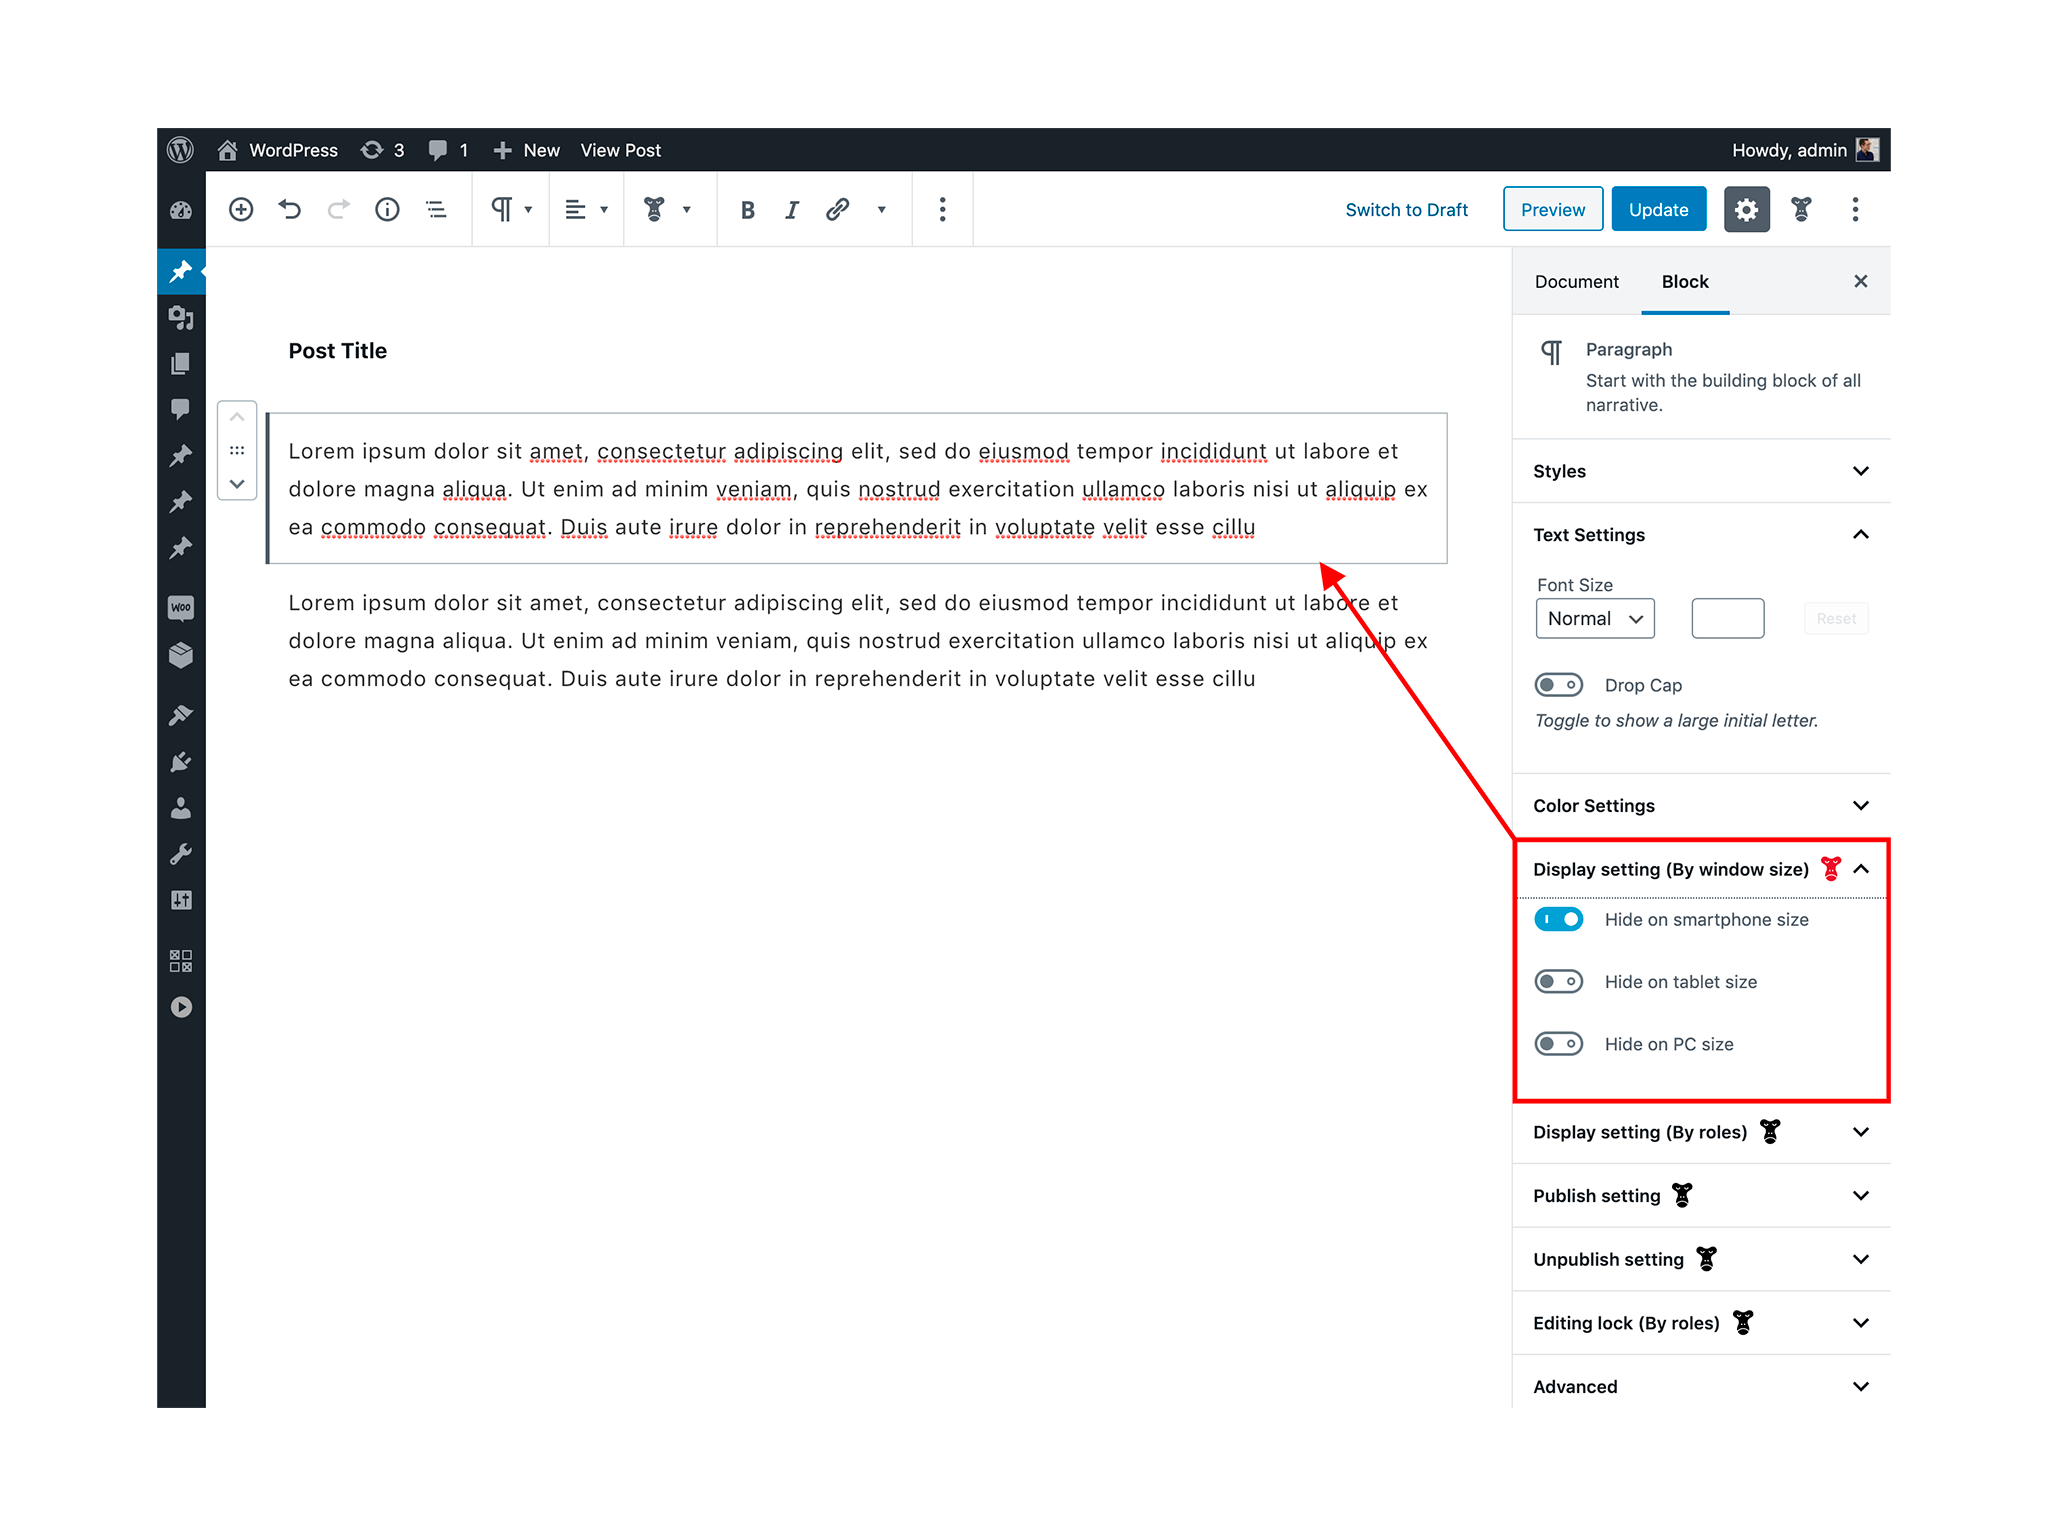 WordPress 3 1 New View Post Howdy, admin
B I Switch to Draft Preview Update
Document Block
Post Title
Paragraph
Start with the building block of all
narrative.
Lorem ipsum dolor sit amet, consectetur adipiscing elit, sed do eiusmod tempor incididunt ut labore et
dolore magna aliqua. Ut enim ad minim veniam, quis nostrud exercitation ullamco laboris nisi ut aliquip ex
ea commodo consequat. Duis aute irure dolor in reprehenderit in voluptate velit esse cillu
Lorem ipsum dolor sit amet, consectetur adipiscing elit, sed do eiusmod tempor incididunt ut labore et
dolore magna aliqua. Ut enim ad minim veniam, quis nostrud exercitation ullamco laboris nisi ut aliquip ex
ea commodo consequat. Duis aute irure dolor in reprehenderit in voluptate velit esse cillu
Woo
Styles
Text Settings
Font Size
Normal Reset
Drop Cap
Toggle to show a large initial letter.
Color Settings
Display setting (By window size)
Hide on smartphone size
Hide on tablet size
Hide on PC size
Display setting (By roles)
Publish setting
Unpublish setting
Editing lock (By roles)
Advanced